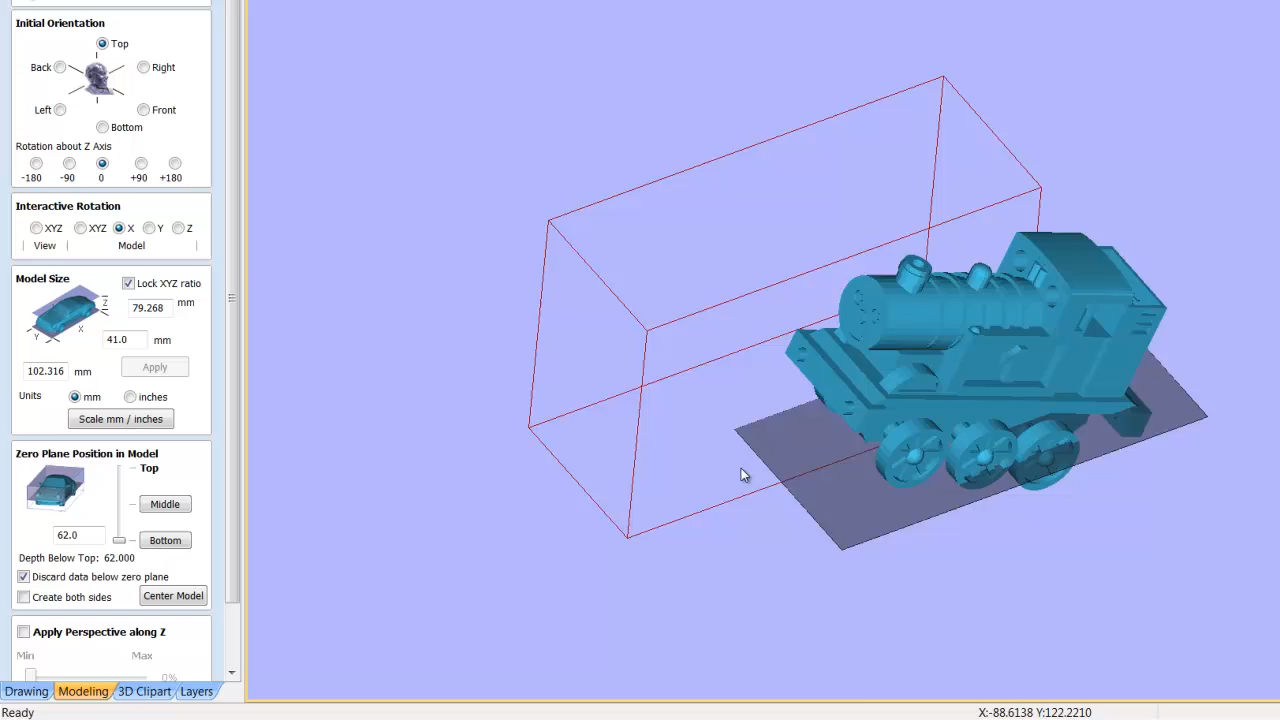 Initial Orientation
Top
Back
Right
Left
Front
Bottom
Rotation about Z Axis
-180 -90 0 +90 +180
Interactive Rotation
XYZ XYZ X Y Z
View Model
Model Size
Lock XYZ ratio
Z
79.268 mm
Y X
41.0 mm
102.316 mm
Apply
Units mm inches
Scale mm / inches
Zero Plane Position in Model
Top
Middle
62.0
Bottom
Depth Below Top: 62.000
Discard data below zero plane
Create both sides
Center Model
Apply Perspective along Z
Min Max
0%
Drawing Modeling 3D Clipart Layers
Ready
X:-88.6138 Y:122.2210